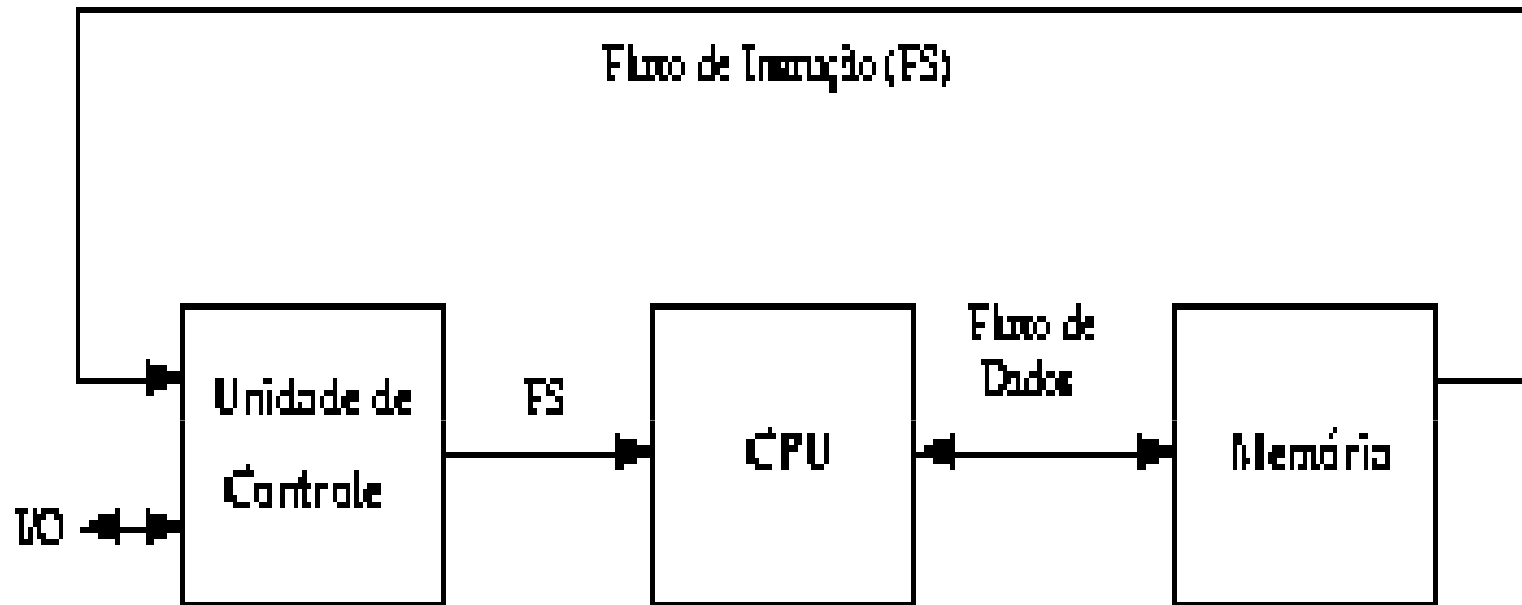 Fluxo de Instrução (FS)
Unidade de
Controle
FS
CPU
Fluxo de
Dados
Memória
I/O